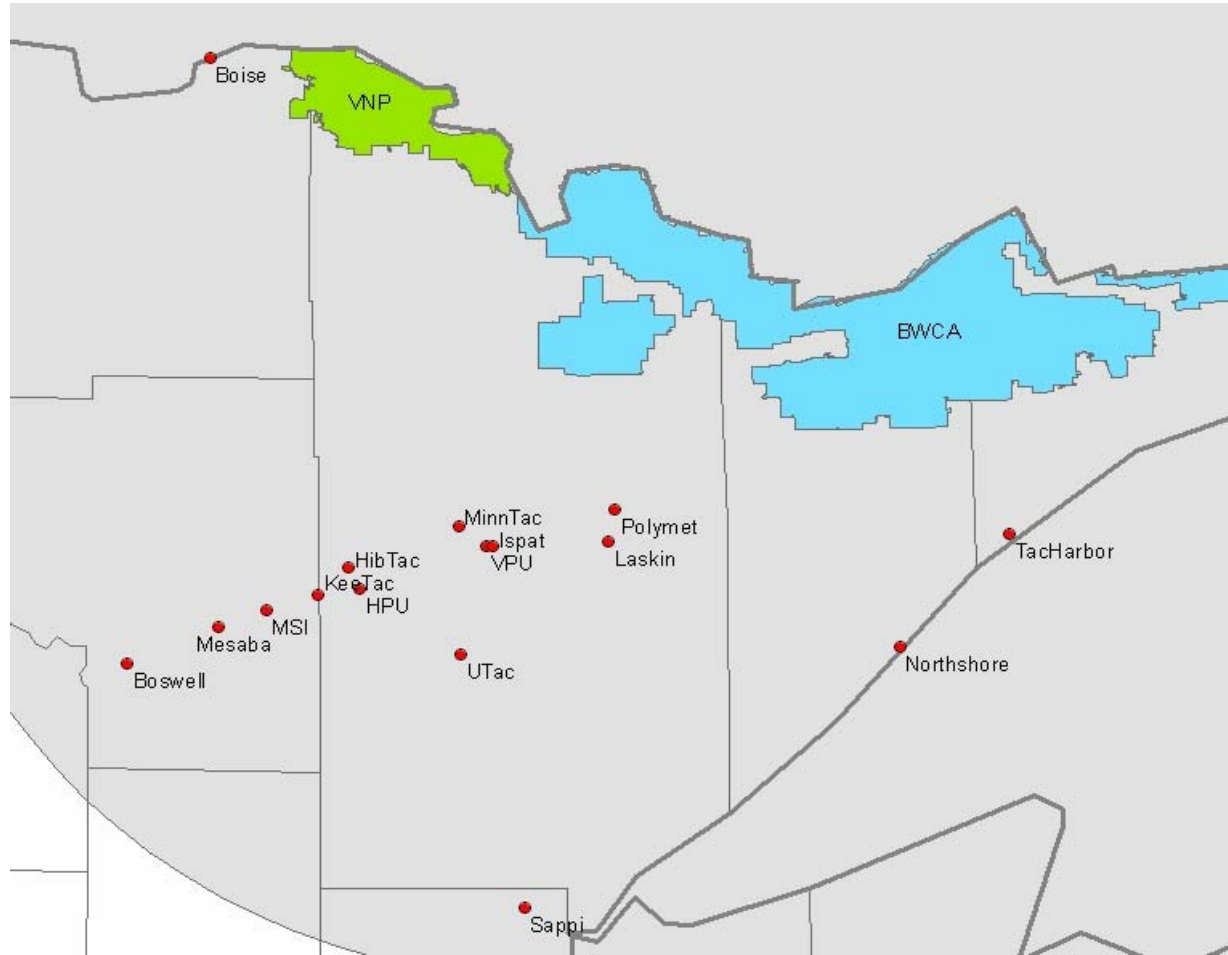 Boise
VNP
BWCA
MinnTac
Polymet
Ispat
VPU
Laskin
TacHarbor
HibTac
KeeTac
HPU
MSI
Mesaba
Northshore
UTac
Boswell
Sappi